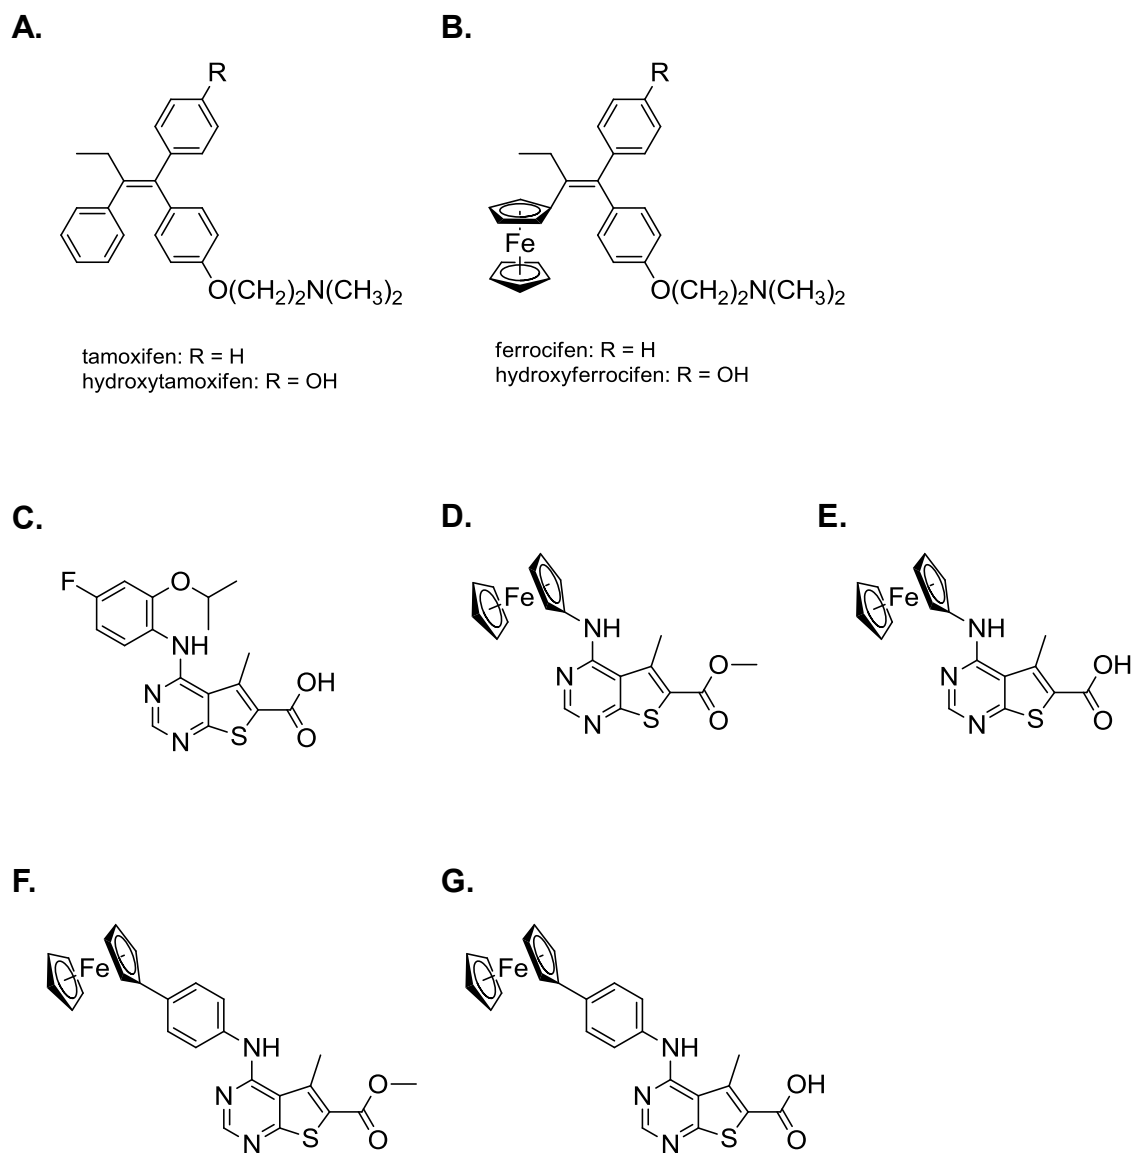 A.
B.
R
R
Fe
O(CH₂)₂N(CH₃)₂
O(CH₂)₂N(CH₃)₂
tamoxifen: R = H
hydroxytamoxifen: R = OH
ferrocifen: R = H
hydroxyferrocifen: R = OH
C.
D.
E.
F
O
NH
N
N
S
OH
O
Fe
NH
N
N
S
O
O
Fe
NH
N
N
S
OH
O
F.
G.
Fe
NH
N
N
S
O
O
Fe
NH
N
N
S
OH
O